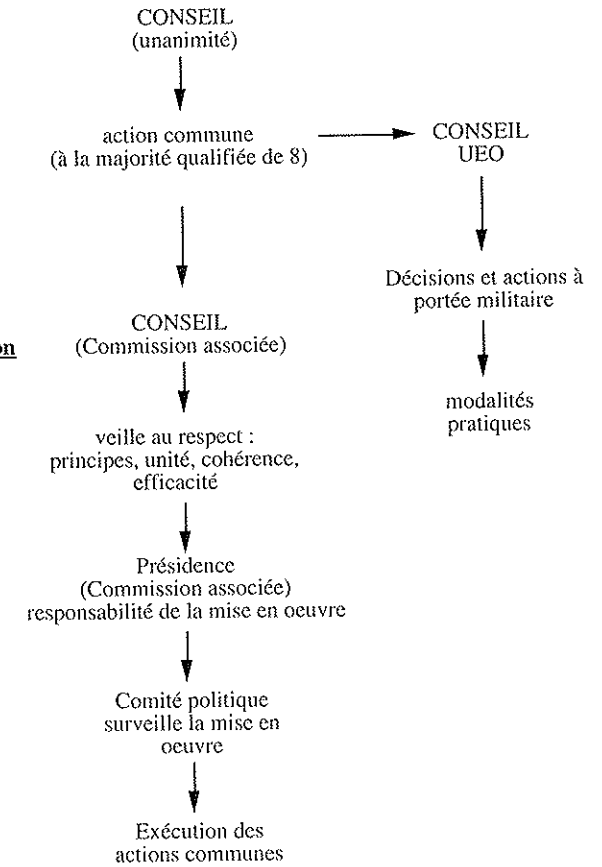 CONSEIL
(unanimité)
action commune
(à la majorité qualifiée de 8)
CONSEIL
UEO
Décisions et actions à
portée militaire
CONSEIL
(Commission associée)
modalités
pratiques
veille au respect :
principes, unité, cohérence,
efficacité
Présidence
(Commission associée)
responsabilité de la mise en oeuvre
Comité politique
surveille la mise en
oeuvre
Exécution des
actions communes